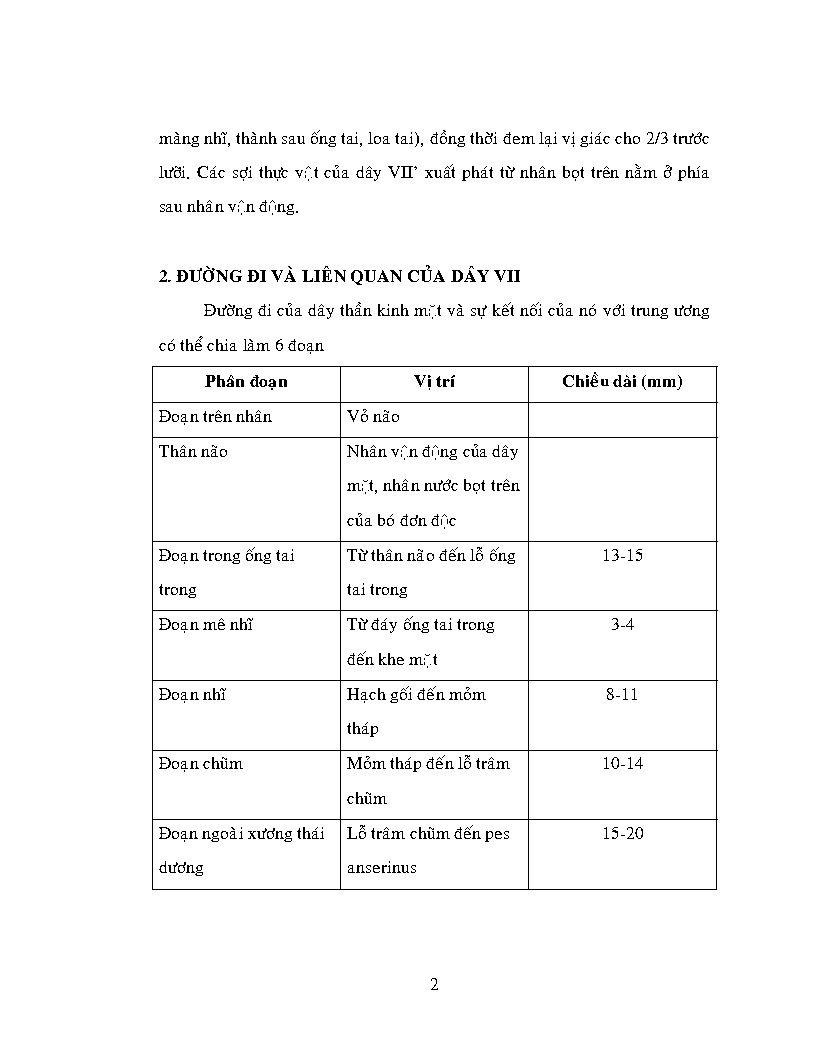 màng nhĩ, thành sau ống tai, loa tai), đồng thời đem lại vị giác cho 2/3 trước
lưỡi. Các sợi thực vật của dây VII’ xuất phát từ nhân bọt trên nằm ở phía
sau nhân vận động.
2. ĐƯỜNG ĐI VÀ LIÊN QUAN CỦA DÂY VII
Đường đi của dây thần kinh mặt và sự kết nối của nó với trung ương
có thể chia làm 6 đoạn
Phân đoạn Vị trí Chiều dài (mm)
Đoạn trên nhân Vỏ não
Thân não Nhân vận động của dây
mặt, nhân nước bọt trên
của bó đơn độc
Đoạn trong ống tai Từ thân não đến lỗ ống 13-15
trong tai trong
Đoạn mê nhĩ Từ đáy ống tai trong 3-4
đến khe mặt
Đoạn nhĩ Hạch gối đến mỏm 8-11
tháp
Đoạn chũm Mỏm tháp đến lỗ trâm 10-14
chũm
Đoạn ngoài xương thái Lỗ trâm chũm đến pes 15-20
dương anserinus
2